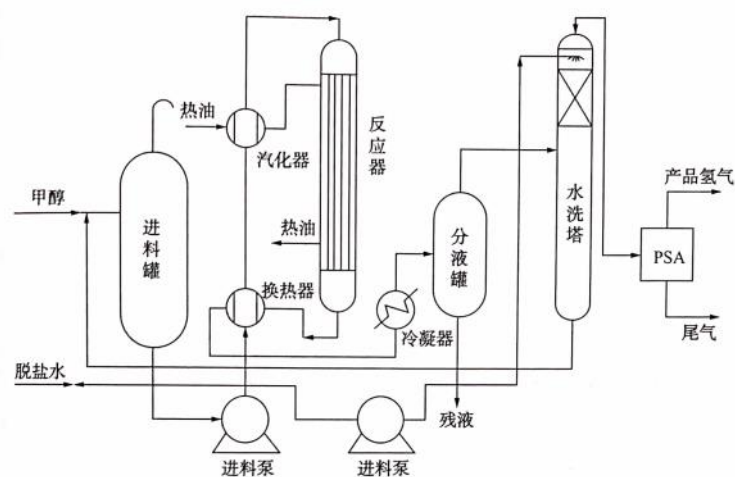 热油
汽化器
反应器
甲醇
进料罐
热油
换热器
冷凝器
分液罐
水洗塔
产品氢气
PSA
尾气
脱盐水
残液
进料泵
进料泵